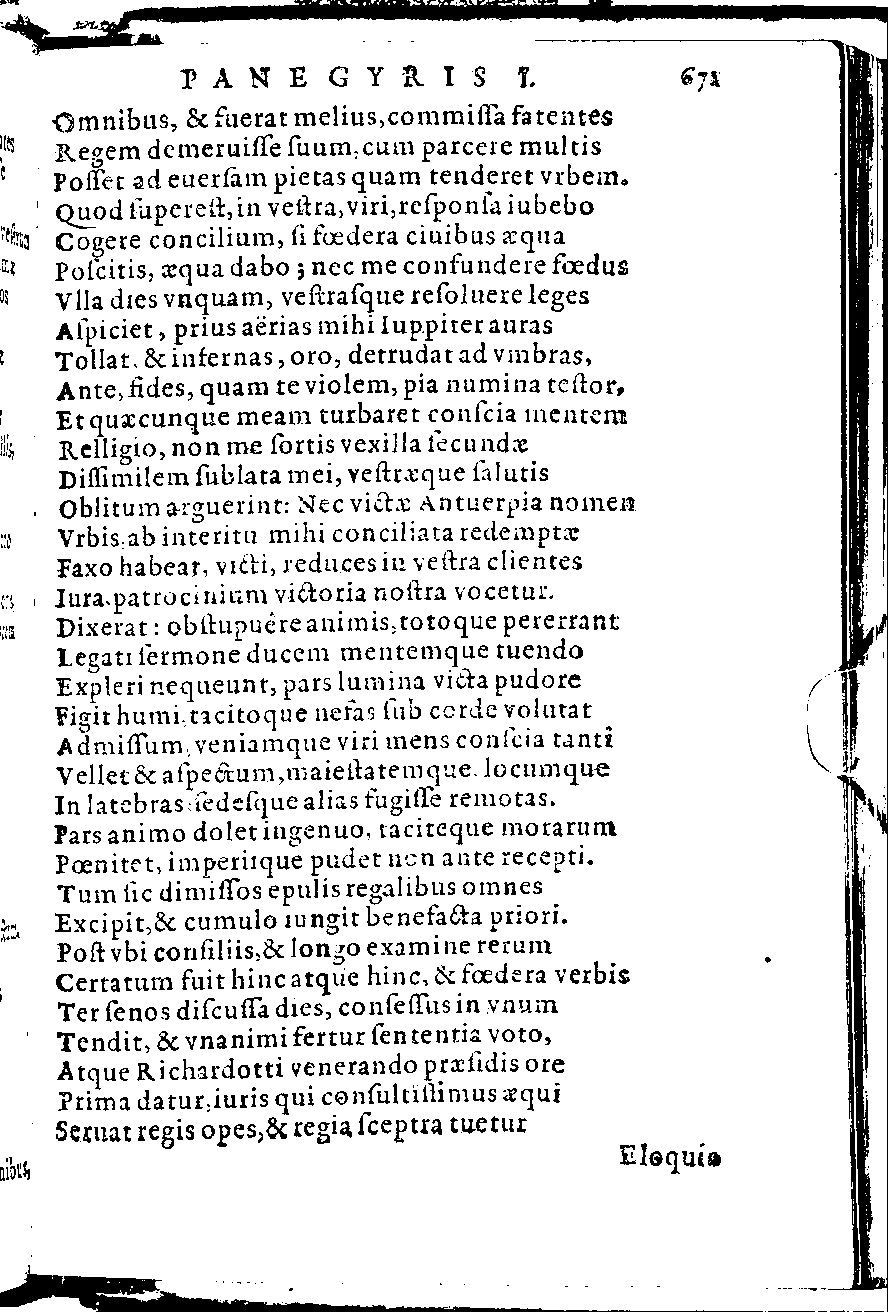 PANEGYRIS I. 671
Omnibus, & fuerat melius, commiſſa fatentes
Regem demeruiſſe ſuum, cum parcere multis
Poſſet ad euerſam pietas quam tenderet vrbem.
Quod ſupereſt, in veſtra, viri, reſponſa iubebo
Cogere concilium, ſi fœdera ciuibus æqua
Poſcitis, æqua dabo; nec me confundere fœdus
Vlla dies vnquam, veſtraſque reſoluere leges
Aſpiciet, prius aërias mihi Iuppiter auras
Tollat, & infernas, oro, detrudat ad vmbras,
Ante, fides, quam te violem, pia numina teſtor,
Et quæcunque meam turbaret conſcia mentem
Relligio, non me fortis vexilla ſecundæ
Diſſimilem ſublata mei, veſtræque ſalutis
Oblitum arguerint: Nec victæ Antuerpia nomen
Vrbis, ab interitu mihi conciliata redemptæ
Faxo habeat, victi, reduces in veſtra clientes
Iura, patrocinium victoria noſtra vocetur.
Dixerat: obſtupuêre animis, totoque pererrant
Legati ſermone ducem mentemque tuendo
Expleri nequeunt, pars lumina victa pudore
Figit humi, tacitoque nefas ſub corde volutat
Admiſſum, veniamque viri mens conſcia tanti
Vellet & aſpectum, maieſtatemque, locumque
In latebras ſedeſque alias fugiſſe remotas.
Pars animo dolet ingenuo, taciteque morarum
Pœnitet, imperiique pudet non ante recepti.
Tum ſic dimiſſos epulis regalibus omnes
Excipit, & cumulo iungit benefacta priori.
Poſt vbi conſiliis, & longo examine rerum
Certatum fuit hinc atque hinc, & fœdera verbis
Ter ſenos diſcuſſa dies, conſeſſus in vnum
Tendit, & vnanimi fertur ſententia voto,
Atque Richardotti venerando præſidis ore
Prima datur, iuris qui conſultiſſimus æqui
Seruat regis opes, & regia ſceptra tuetur
Eloquio